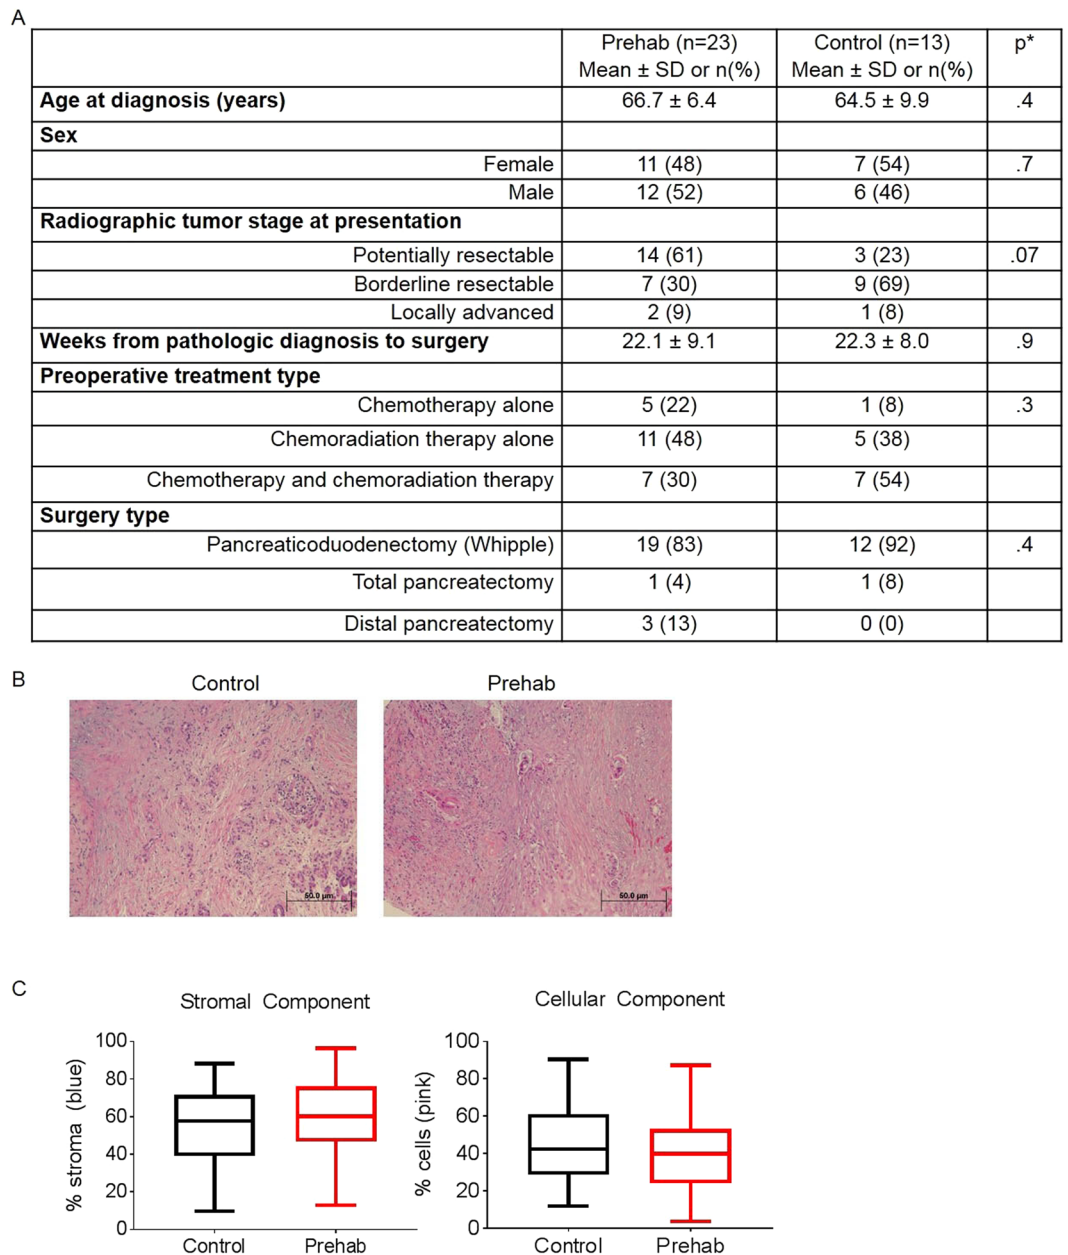 A
Prehab (n=23) Control (n=13) p*
Mean ± SD or n(%) Mean ± SD or n(%)
Age at diagnosis (years) 66.7 ± 6.4 64.5 ± 9.9 .4
Sex
Female 11 (48) 7 (54) .7
Male 12 (52) 6 (46)
Radiographic tumor stage at presentation
Potentially resectable 14 (61) 3 (23) .07
Borderline resectable 7 (30) 9 (69)
Locally advanced 2 (9) 1 (8)
Weeks from pathologic diagnosis to surgery 22.1 ± 9.1 22.3 ± 8.0 .9
Preoperative treatment type
Chemotherapy alone 5 (22) 1 (8) .3
Chemoradiation therapy alone 11 (48) 5 (38)
Chemotherapy and chemoradiation therapy 7 (30) 7 (54)
Surgery type
Pancreaticoduodenectomy (Whipple) 19 (83) 12 (92) .4
Total pancreatectomy 1 (4) 1 (8)
Distal pancreatectomy 3 (13) 0 (0)
B
Control Prehab
50.0 µm 50.0 µm
C
Stromal Component
% stroma (blue)
100
80
60
40
20
0
Control Prehab
Cellular Component
% cells (pink)
100
80
60
40
20
0
Control Prehab